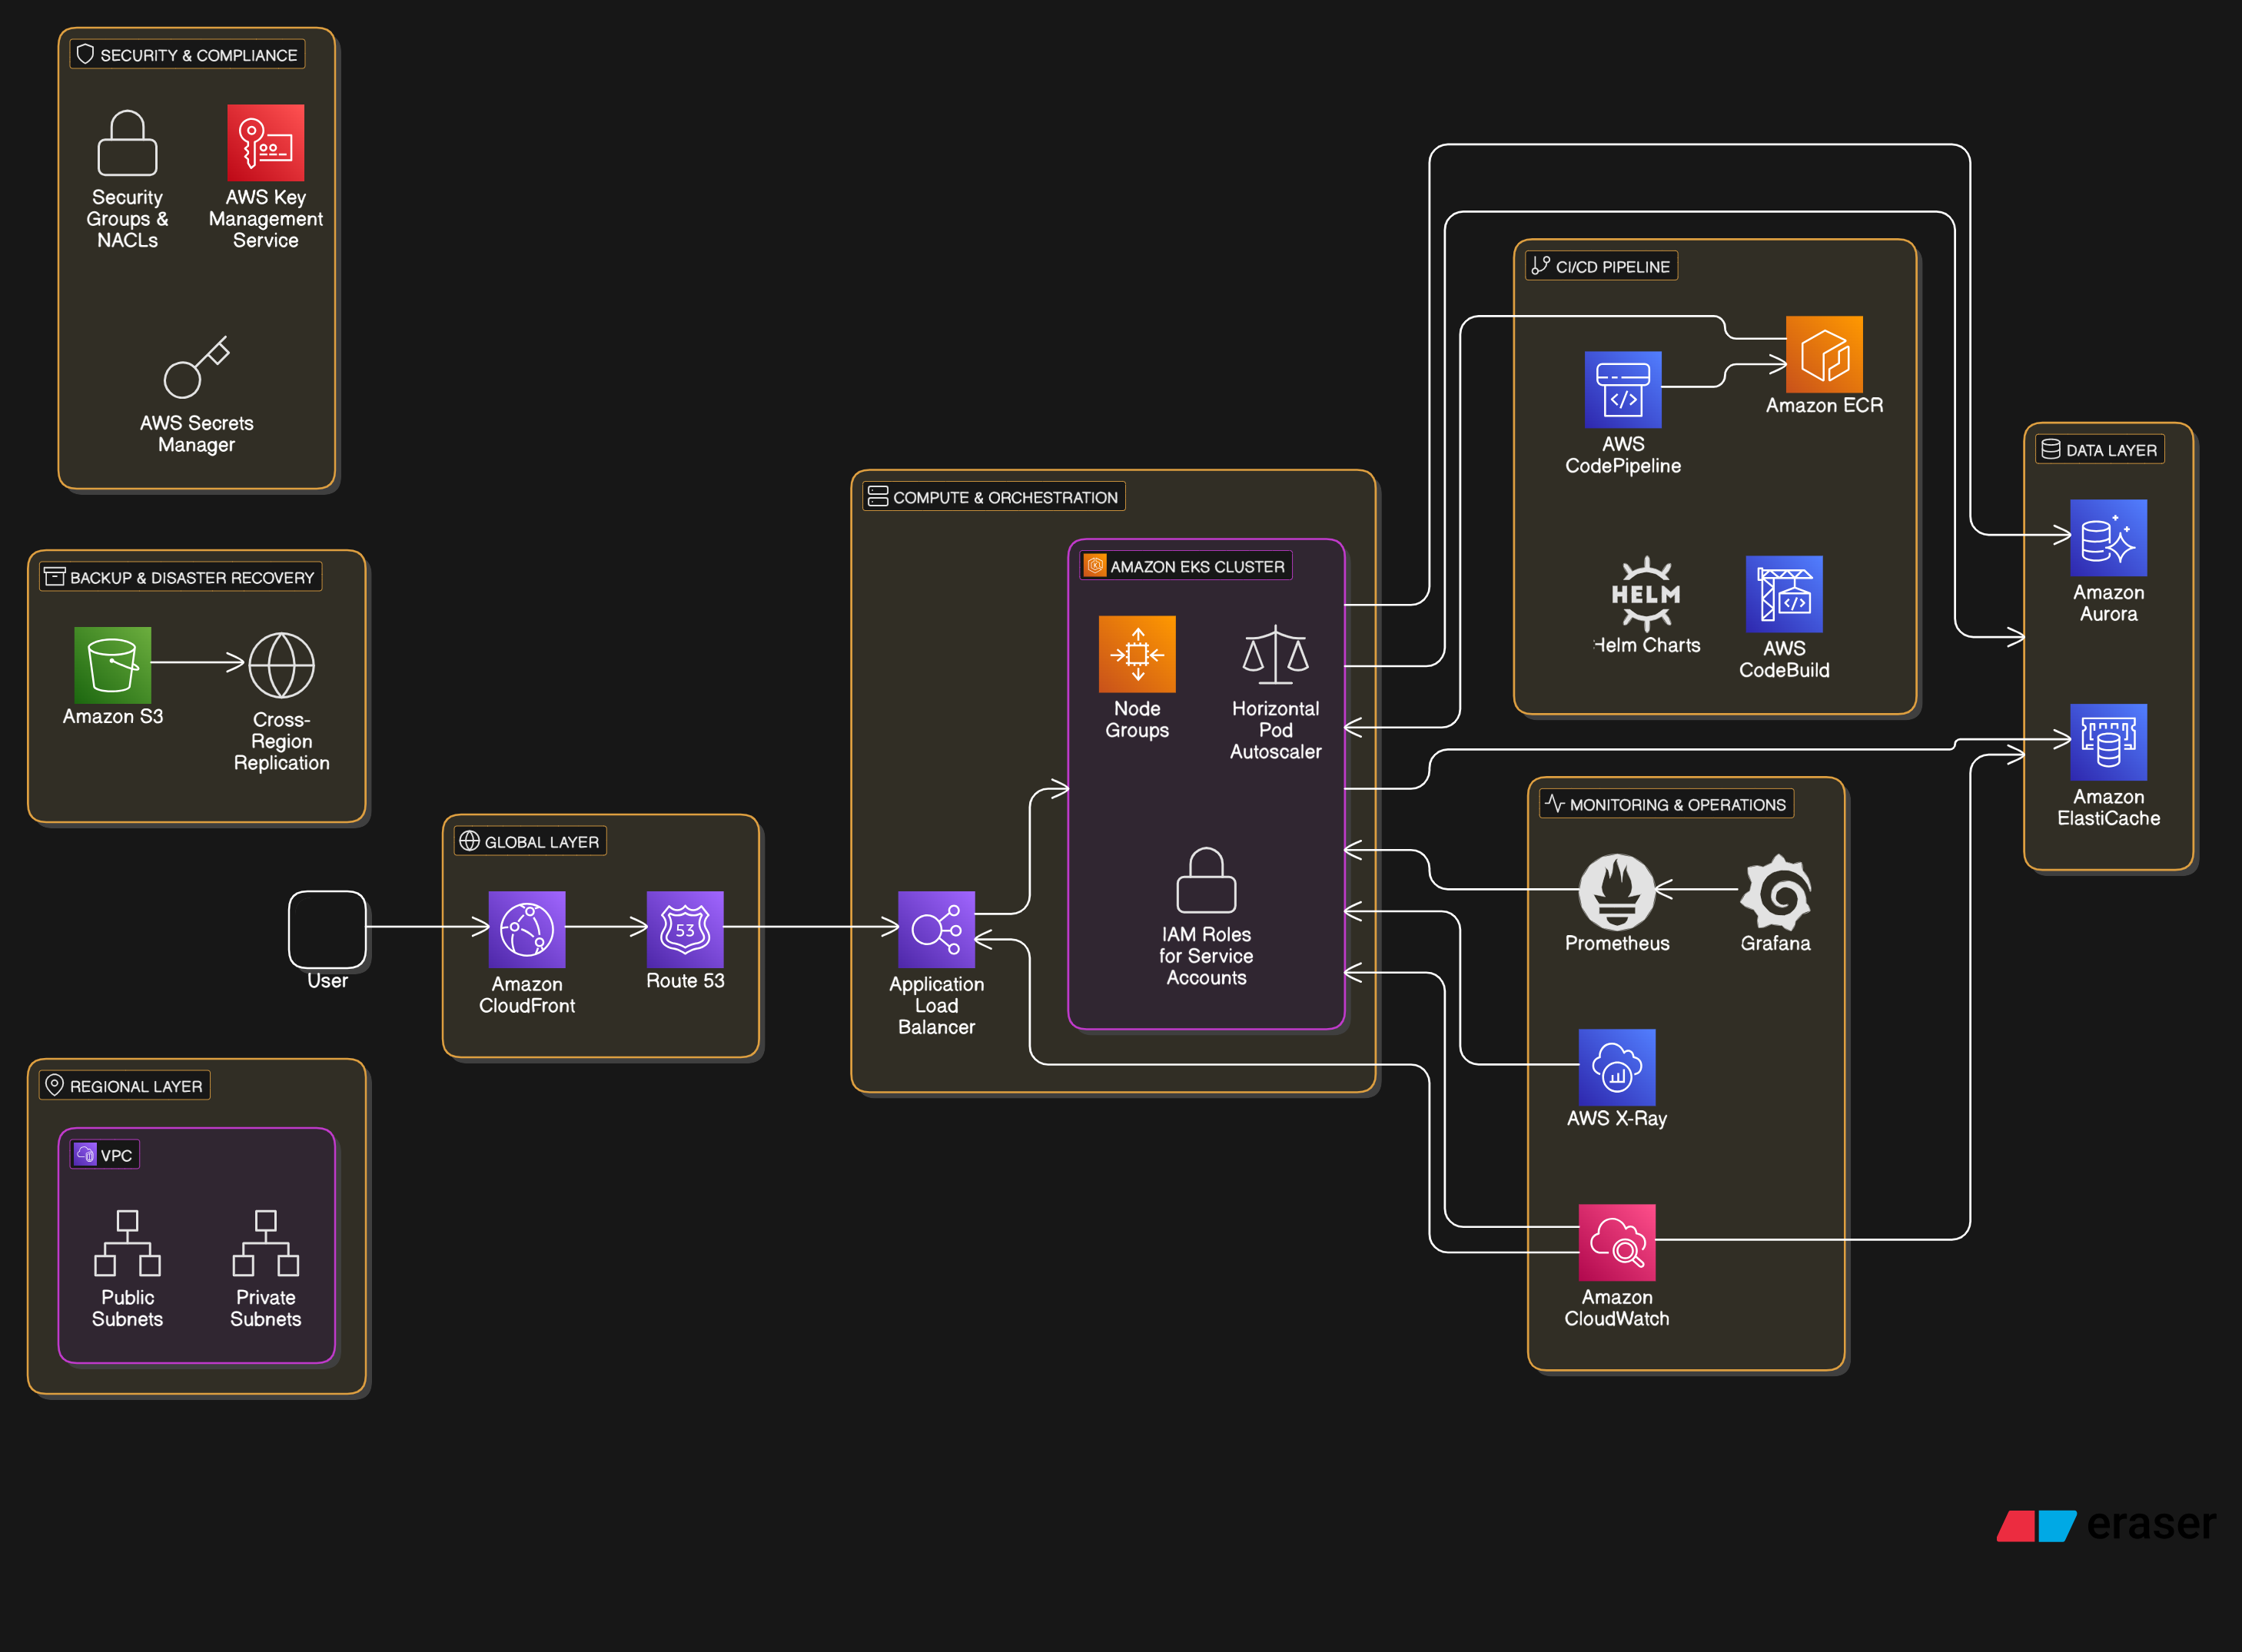 SECURITY & COMPLIANCE
Security
Groups &
NACLs
AWS Key
Management
Service
AWS Secrets
Manager
BACKUP & DISASTER RECOVERY
Amazon S3
Cross-
Region
Replication
User
REGIONAL LAYER
VPC
Public
Subnets
Private
Subnets
GLOBAL LAYER
Amazon
CloudFront
53
Route 53
COMPUTE & ORCHESTRATION
Application
Load
Balancer
AMAZON EKS CLUSTER
Node
Groups
Horizontal
Pod
Autoscaler
IAM Roles
for Service
Accounts
CI/CD PIPELINE
AWS
CodePipeline
Amazon ECR
HELM
Helm Charts
AWS
CodeBuild
MONITORING & OPERATIONS
Prometheus
Grafana
AWS X-Ray
Amazon
CloudWatch
DATA LAYER
Amazon
Aurora
Amazon
ElastiCache
eraser